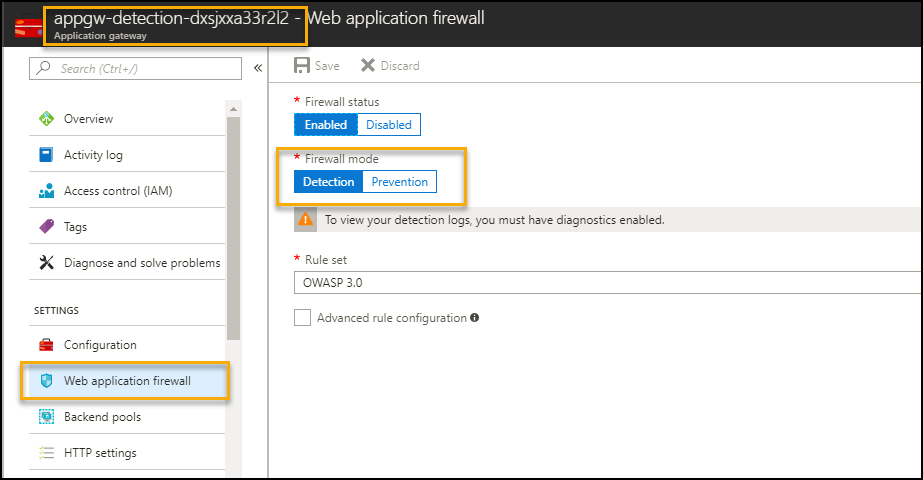 appgw-detection-dxsjxxa33r2l2 - Web application firewall
Application gateway
Search (Ctrl+/)
«
Overview
Activity log
Access control (IAM)
Tags
Diagnose and solve problems
SETTINGS
Configuration
Web application firewall
Backend pools
HTTP settings
Save Discard
* Firewall status
Enabled Disabled
* Firewall mode
Detection Prevention
To view your detection logs, you must have diagnostics enabled.
* Rule set
OWASP 3.0
Advanced rule configuration